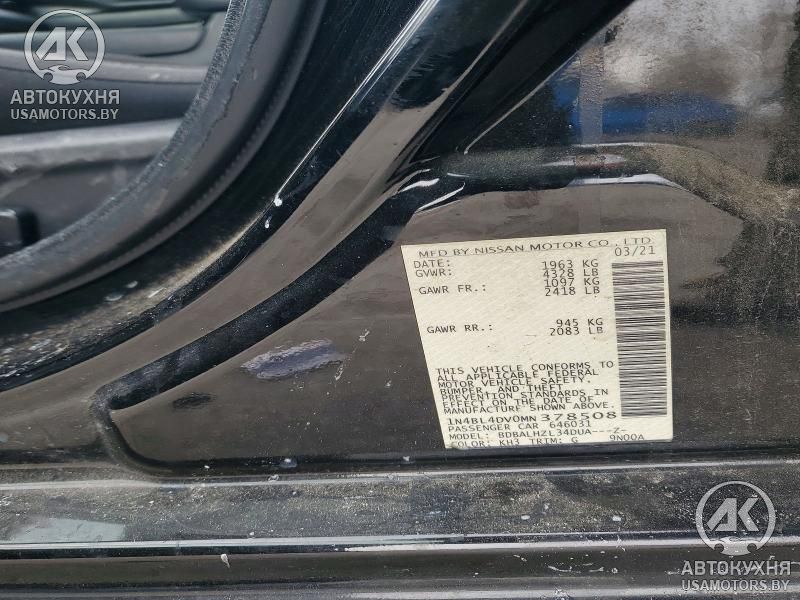 AK
АВТОКУХНЯ
USAMOTORS.BY
MFD BY NISSAN MOTOR CO., LTD.
DATE: 03/21
GVWR: 1963 KG
4328 LB
GAWR FR.: 1097 KG
2418 LB
GAWR RR.: 945 KG
2083 LB
THIS VEHICLE CONFORMS TO
ALL APPLICABLE FEDERAL
MOTOR VEHICLE SAFETY,
BUMPER, AND THEFT
PREVENTION STANDARDS IN
EFFECT ON THE DATE OF
MANUFACTURE SHOWN ABOVE.
1N4BL4DV0MN378508
PASSENGER CAR 646031
MODEL: BDBALHZL34DUA---Z-
COLOR: KH3 TRIM: G 9N00A
AK
АВТОКУХНЯ
USAMOTORS.BY